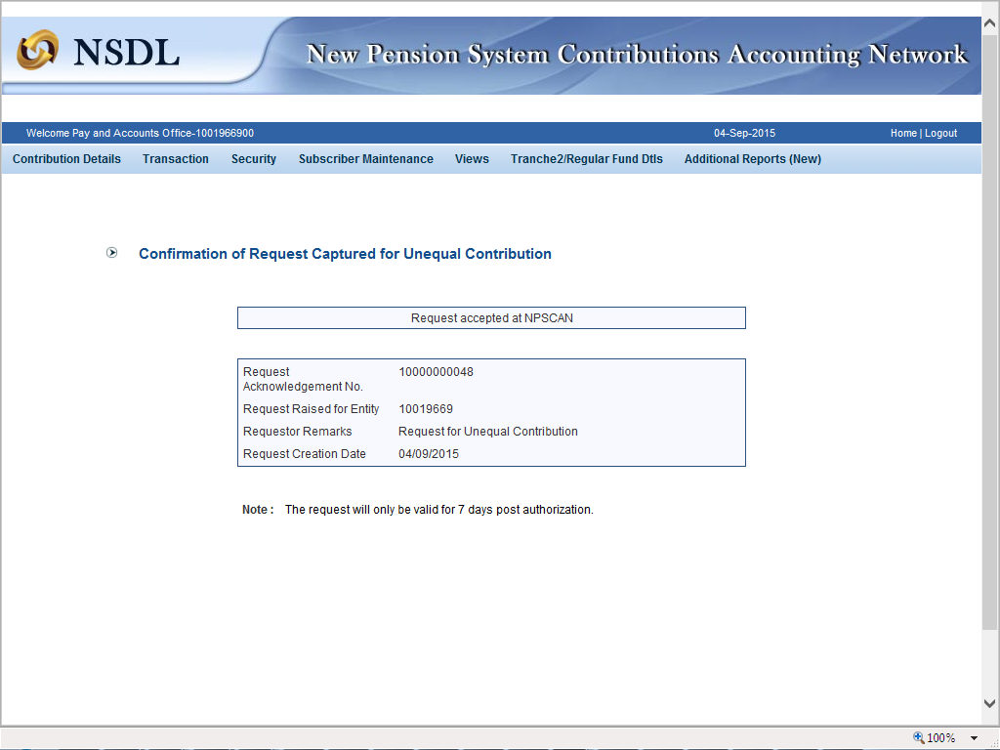 NSDL
New Pension System Contributions Accounting Network
Welcome Pay and Accounts Office-1001966900 04-Sep-2015 Home | Logout
Contribution Details Transaction Security Subscriber Maintenance Views Tranche2/Regular Fund Dtls Additional Reports (New)
Confirmation of Request Captured for Unequal Contribution
Request accepted at NPSCAN
Request Acknowledgement No. 10000000048
Request Raised for Entity 10019669
Requestor Remarks Request for Unequal Contribution
Request Creation Date 04/09/2015
Note : The request will only be valid for 7 days post authorization.
100%